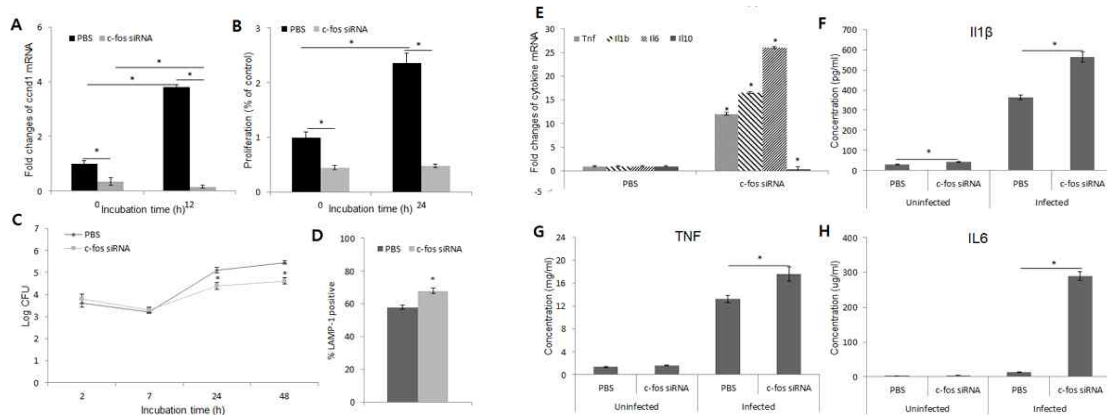 A
PBS
c-fos siRNA
Fold changes of ccnd1 mRNA
6
4
2
0
*
*
*
*
0
12
Incubation time (h)
B
PBS
c-fos siRNA
Proliferation (% of control)
3
2
1
0
*
*
*
0
24
Incubation time (h)
C
PBS
c-fos siRNA
Log CFU
7
6
5
4
3
2
1
0
*
*
2
7
24
48
Incubation time (h)
D
% LAMP-1 positive
100
80
60
40
20
0
*
PBS
c-fos siRNA
E
Tnf
Il1b
Il6
Il10
Fold changes of cytokine mRNA
30
25
20
15
10
5
0
-5
*
*
*
*
PBS
c-fos siRNA
F
Il1β
Concentration (pg/ml)
700
600
500
400
300
200
100
0
*
*
PBS
c-fos siRNA
PBS
c-fos siRNA
Uninfected
Infected
G
TNF
Concentration (mg/ml)
24
20
16
12
8
4
0
*
PBS
c-fos siRNA
PBS
c-fos siRNA
Uninfected
Infected
H
IL6
Concentration (ug/ml)
400
300
200
100
0
*
PBS
c-fos siRNA
PBS
c-fos siRNA
Uninfected
Infected